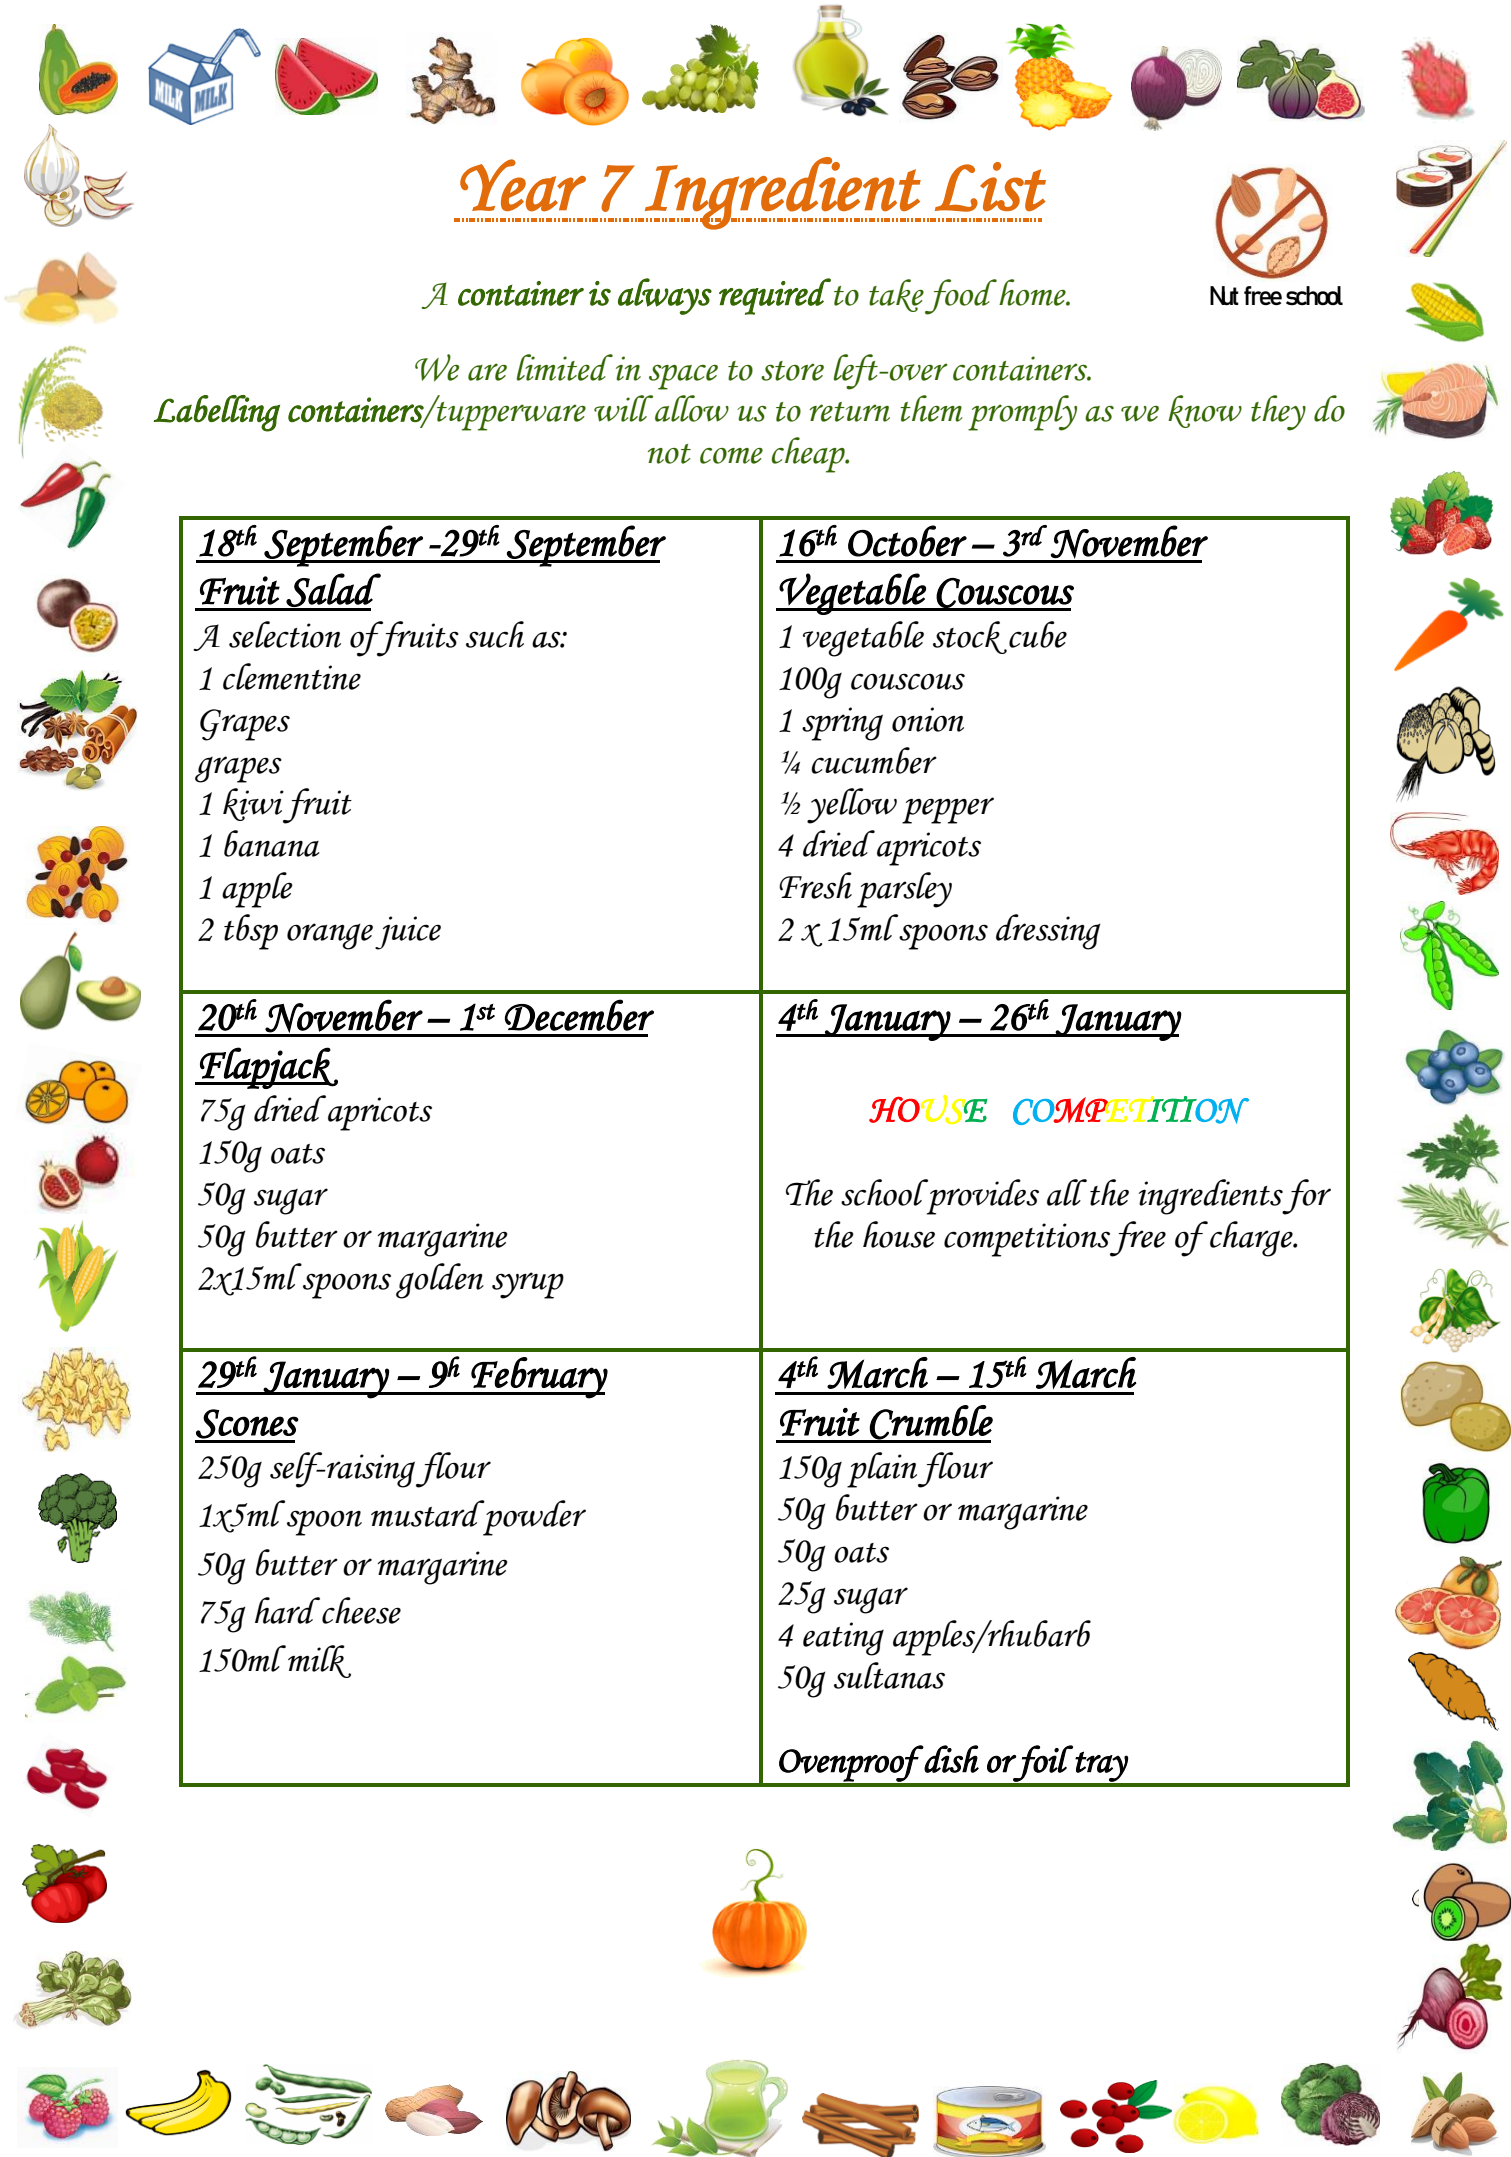 MILK MILK
Year 7 Ingredient List
Nut free school
A container is always required to take food home.
We are limited in space to store left-over containers.
Labelling containers/tupperware will allow us to return them promply as we know they do
not come cheap.
18th September -29th September
Fruit Salad
A selection of fruits such as:
1 clementine
Grapes
grapes
1 kiwi fruit
1 banana
1 apple
2 tbsp orange juice
16th October – 3rd November
Vegetable Couscous
1 vegetable stock cube
100g couscous
1 spring onion
¼ cucumber
½ yellow pepper
4 dried apricots
Fresh parsley
2 x 15ml spoons dressing
20th November – 1st December
Flapjack
75g dried apricots
150g oats
50g sugar
50g butter or margarine
2x15ml spoons golden syrup
4th January – 26th January
HOUSE COMPETITION
The school provides all the ingredients for
the house competitions free of charge.
29th January – 9h February
Scones
250g self-raising flour
1x5ml spoon mustard powder
50g butter or margarine
75g hard cheese
150ml milk
4th March – 15th March
Fruit Crumble
150g plain flour
50g butter or margarine
50g oats
25g sugar
4 eating apples/rhubarb
50g sultanas
Ovenproof dish or foil tray